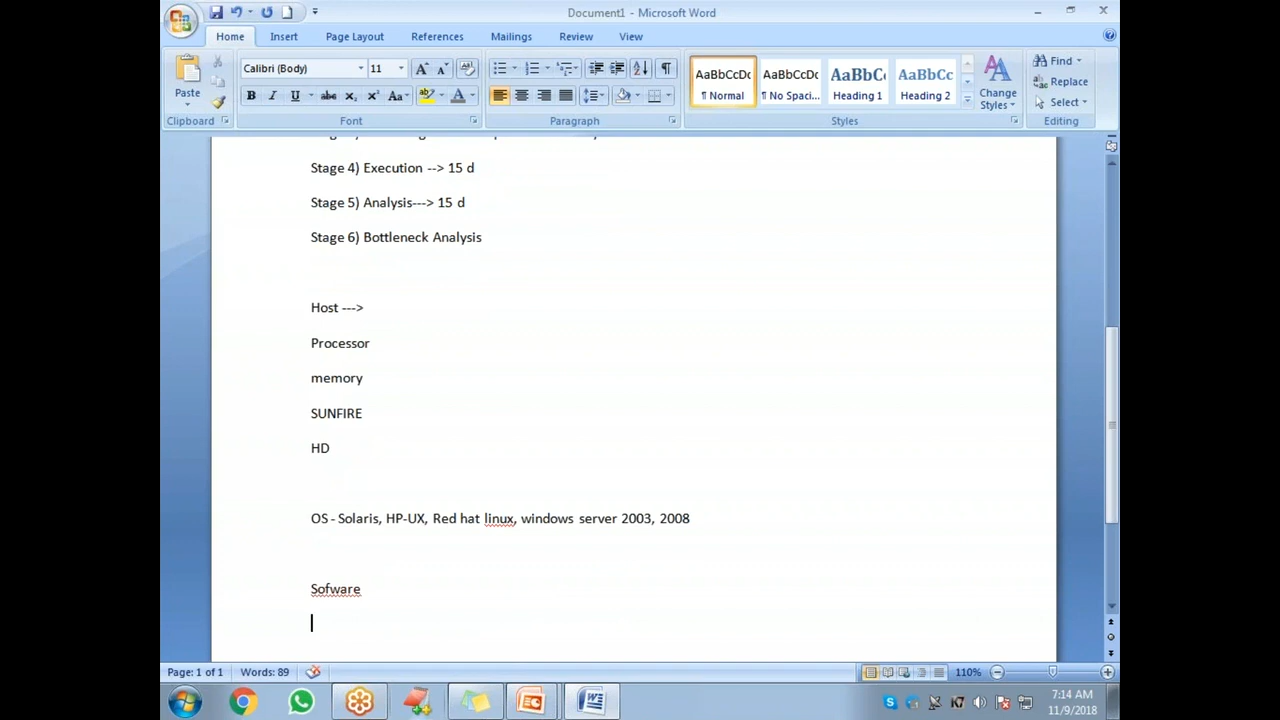 Document1 - Microsoft Word
Home Insert Page Layout References Mailings Review View
Paste
Calibri (Body) 11
AaBbCcDc AaBbCcDc AaBbC AaBbCc
¶ Normal ¶ No Spaci... Heading 1 Heading 2
Change Styles
Find
Replace
Select
Clipboard Font Paragraph Styles Editing
Stage 4) Execution --> 15 d
Stage 5) Analysis---> 15 d
Stage 6) Bottleneck Analysis
Host --->
Processor
memory
SUNFIRE
HD
OS - Solaris, HP-UX, Red hat linux, windows server 2003, 2008
Sofware
Page: 1 of 1 Words: 89 110%
7:14 AM
11/9/2018